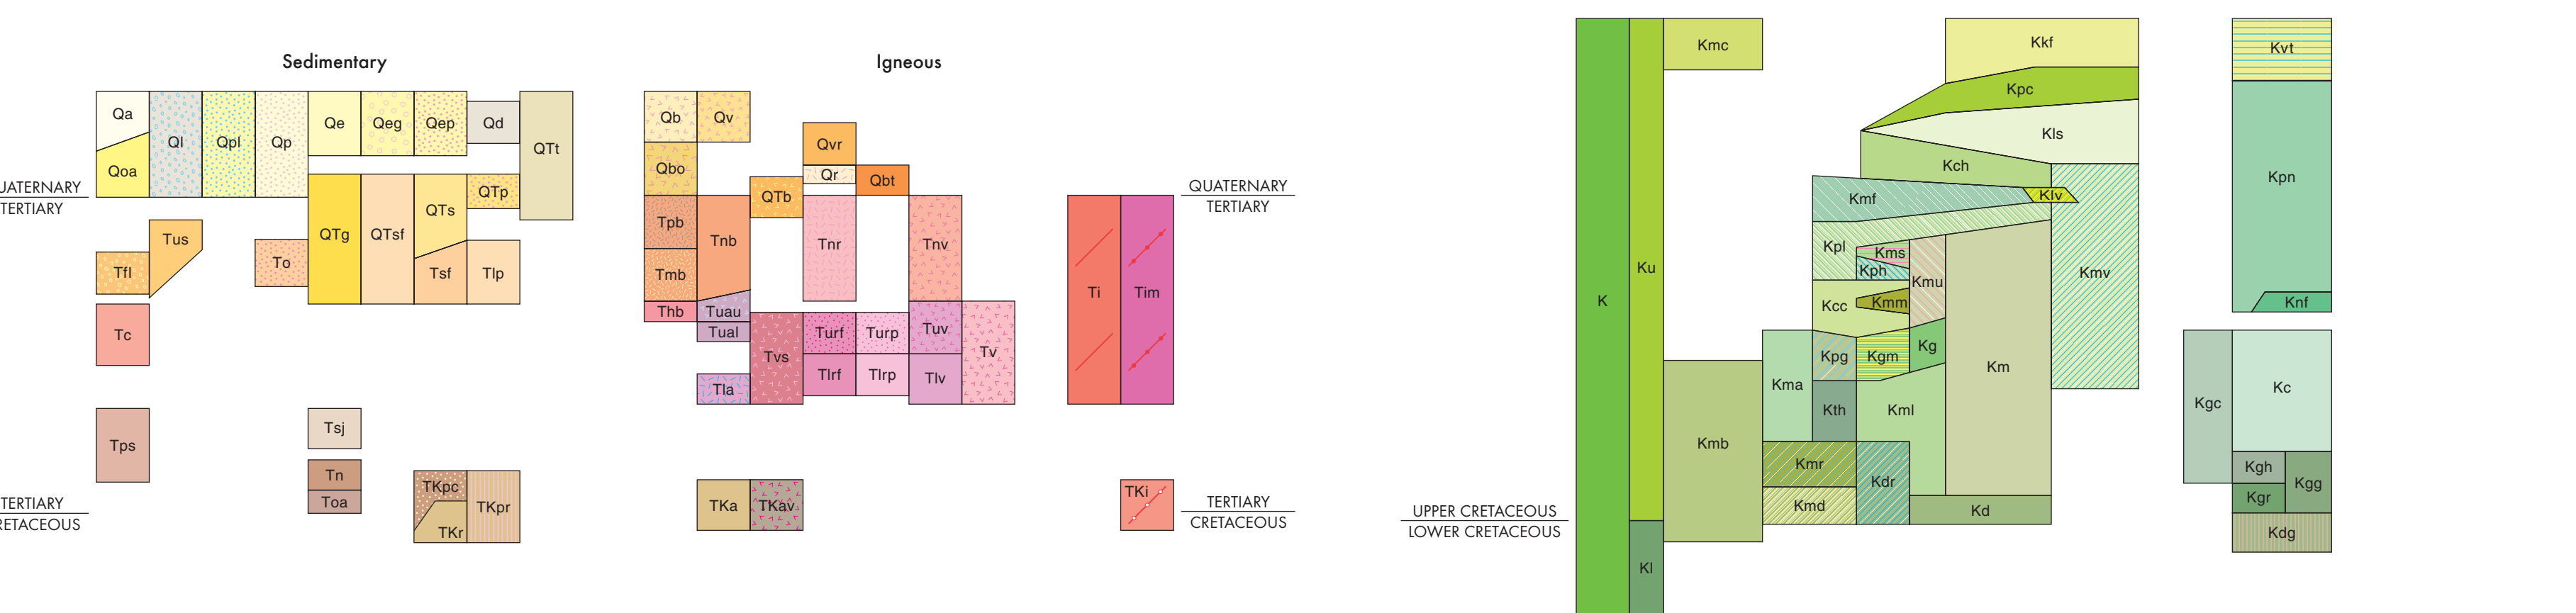 Sedimentary
Igneous
Qa
Qoa
Ql
Qpl
Qp
Qe
Qeg
Qep
Qd
QTt
UATERNARY
TERTIARY
QTg
QTsf
QTs
QTp
Tus
Tfl
To
Tsf
Tlp
Tc
Tps
Tsj
Tn
Toa
TKpc
TKr
TKpr
TERTIARY
RETACEOUS
Qb
Qv
Qbo
Qvr
Qr
Qbt
QTb
Tpb
Tnb
Tnr
Tnv
Tmb
Thb
Tuau
Tual
Tvs
Turf
Turp
Tuv
Tv
Tla
Tlrf
Tlrp
Tlv
TKa
TKav
Ti
Tim
QUATERNARY
TERTIARY
TKi
TERTIARY
CRETACEOUS
UPPER CRETACEOUS
LOWER CRETACEOUS
K
Ku
Kl
Kmc
Kmb
Kkf
Kpc
Kls
Kch
Kmf
Klv
Kpl
Kms
Kph
Kmu
Kcc
Kmm
Kmv
Kpg
Kgm
Kg
Km
Kma
Kth
Kml
Kmr
Kmd
Kdr
Kd
Kvt
Kpn
Knf
Kgc
Kc
Kgh
Kgg
Kgr
Kdg